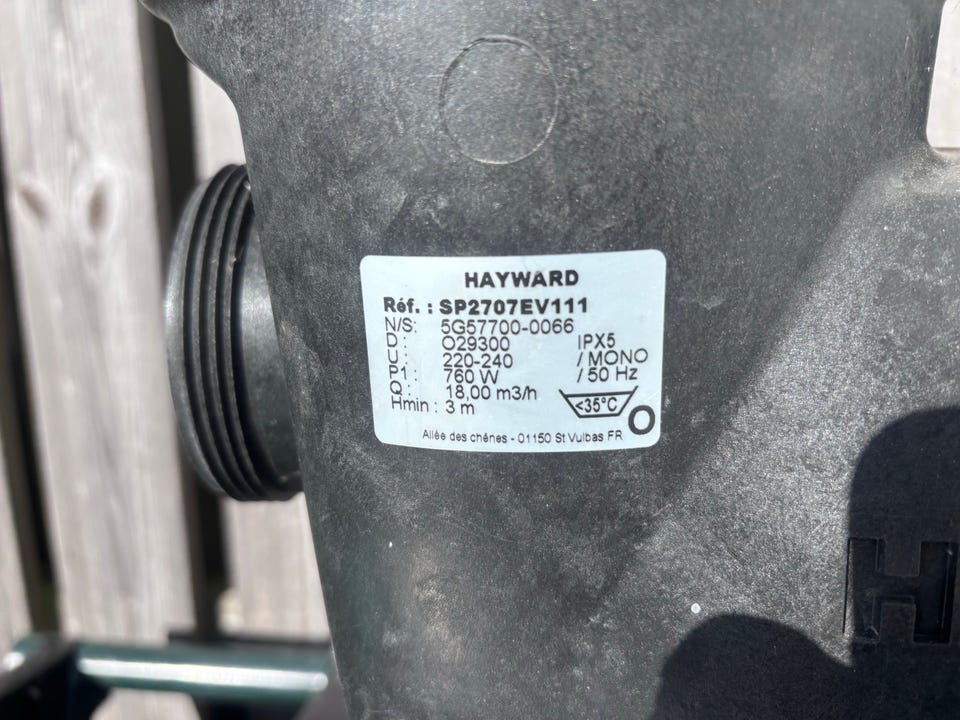 HAYWARD
Réf. : SP2707EV111
N/S: 5G57700-0066
D : O29300 IPX5
U : 220-240 / MONO
P1 : 760 W / 50 Hz
Q : 18,00 m3/h
Hmin : 3 m <35°C
O
Allée des chênes - 01150 St Vulbas FR
H